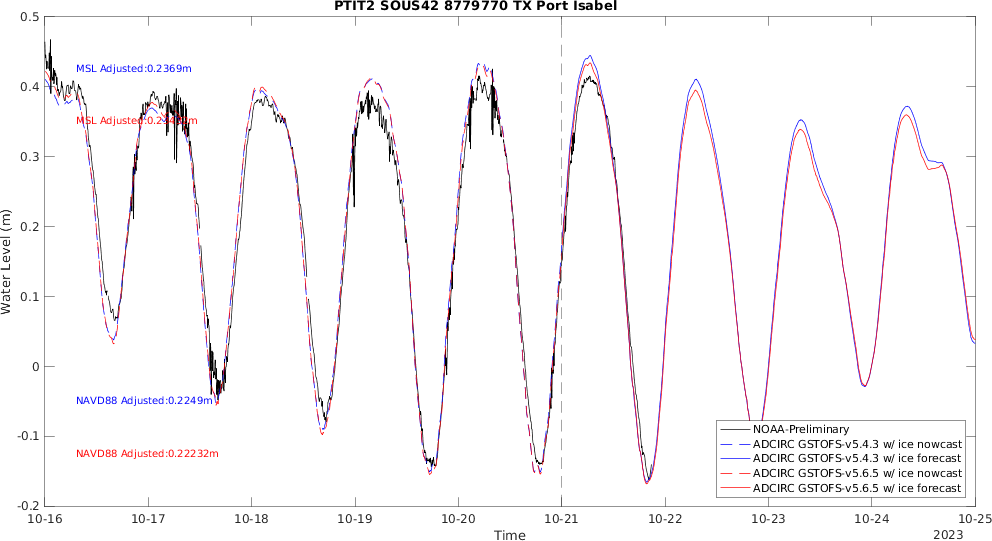 PTIT2 SOUS42 8779770 TX Port Isabel
0.5
0.4
0.3
0.2
0.1
0
-0.1
-0.2
Water Level (m)
MSL Adjusted:0.2369m
MSL Adjusted:
NAVD88 Adjusted:0.2249m
NAVD88 Adjusted:0.22232m
NOAA-Preliminary
ADCIRC GSTOFS-v5.4.3 w/ ice nowcast
ADCIRC GSTOFS-v5.4.3 w/ ice forecast
ADCIRC GSTOFS-v5.6.5 w/ ice nowcast
ADCIRC GSTOFS-v5.6.5 w/ ice forecast
10-16 10-17 10-18 10-19 10-20 10-21 10-22 10-23 10-24 10-25
Time
2023